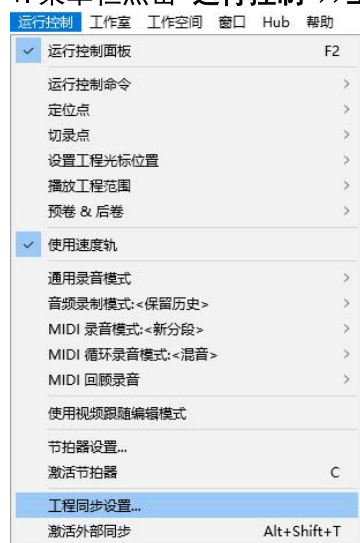 运行控制 工作室 工作空间 窗口 Hub 帮助
运行控制面板 F2
运行控制命令
定位点
切录点
设置工程光标位置
播放工程范围
预卷 & 后卷
使用速度轨
通用录音模式
音频录制模式:<保留历史>
MIDI 录音模式:<新分段>
MIDI 循环录音模式:<混音>
MIDI 回顾录音
使用视频跟随编辑模式
节拍器设置...
激活节拍器 C
工程同步设置...
激活外部同步 Alt+Shift+T